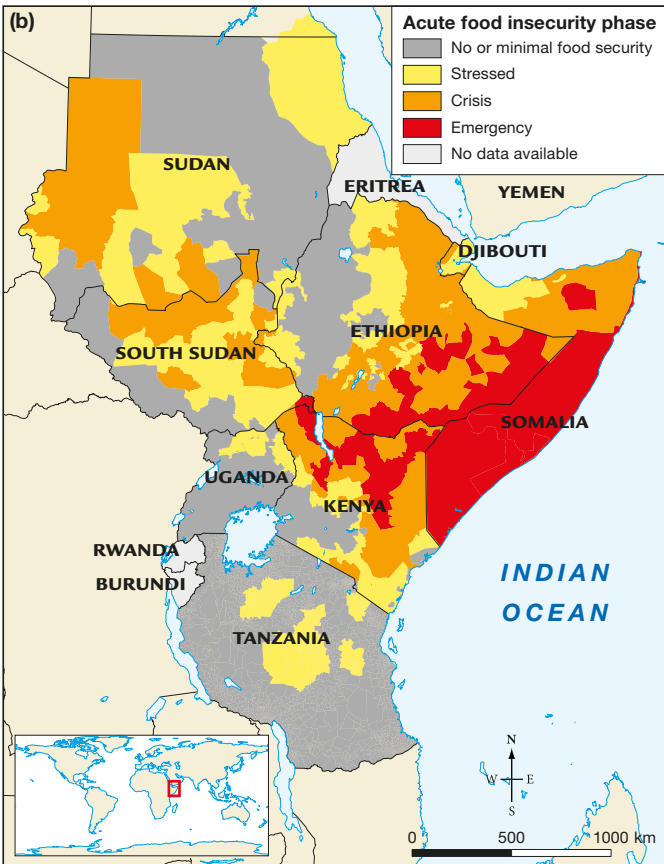 (b)
Acute food insecurity phase
No or minimal food security
Stressed
Crisis
Emergency
No data available
SUDAN
ERITREA
YEMEN
DJIBOUTI
ETHIOPIA
SOUTH SUDAN
SOMALIA
UGANDA
KENYA
RWANDA
BURUNDI
INDIAN
OCEAN
TANZANIA
N
W E
S
0 500 1000 km